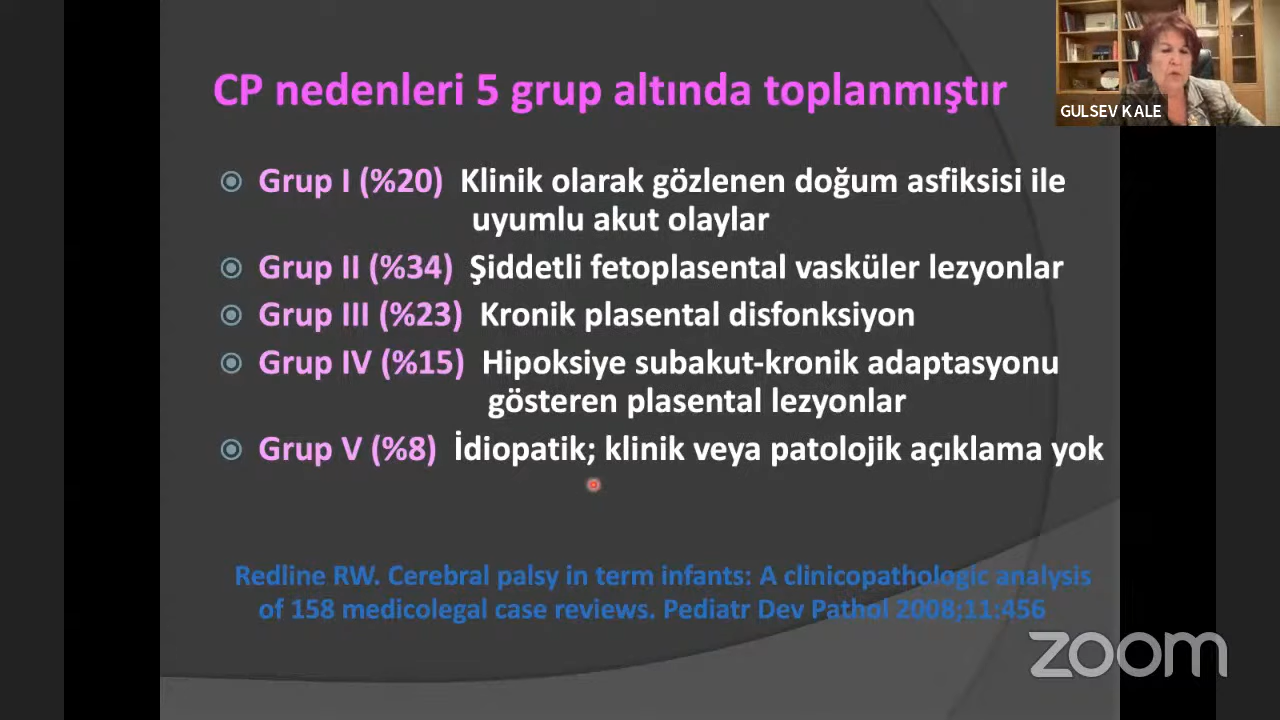 CP nedenleri 5 grup altında toplanmıştır
GULSEV KALE
Grup I (%20) Klinik olarak gözlenen doğum asfiksisi ile
uyumlu akut olaylar
Grup II (%34) Şiddetli fetoplasental vasküler lezyonlar
Grup III (%23) Kronik plasental disfonksiyon
Grup IV (%15) Hipoksiye subakut-kronik adaptasyonu
gösteren plasental lezyonlar
Grup V (%8) İdiopatik; klinik veya patolojik açıklama yok
Redline RW. Cerebral palsy in term infants: A clinicopathologic analysis
of 158 medicolegal case reviews. Pediatr Dev Pathol 2008;11:456
zoom